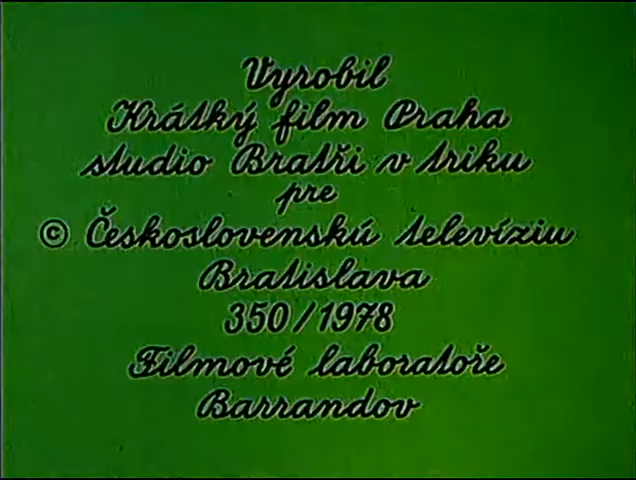 Vyrobil
Krátký film Praha
studio Bratři v triku
pre
© Československú televíziu
Bratislava
350/1978
Filmové laboratoře
Barrandov